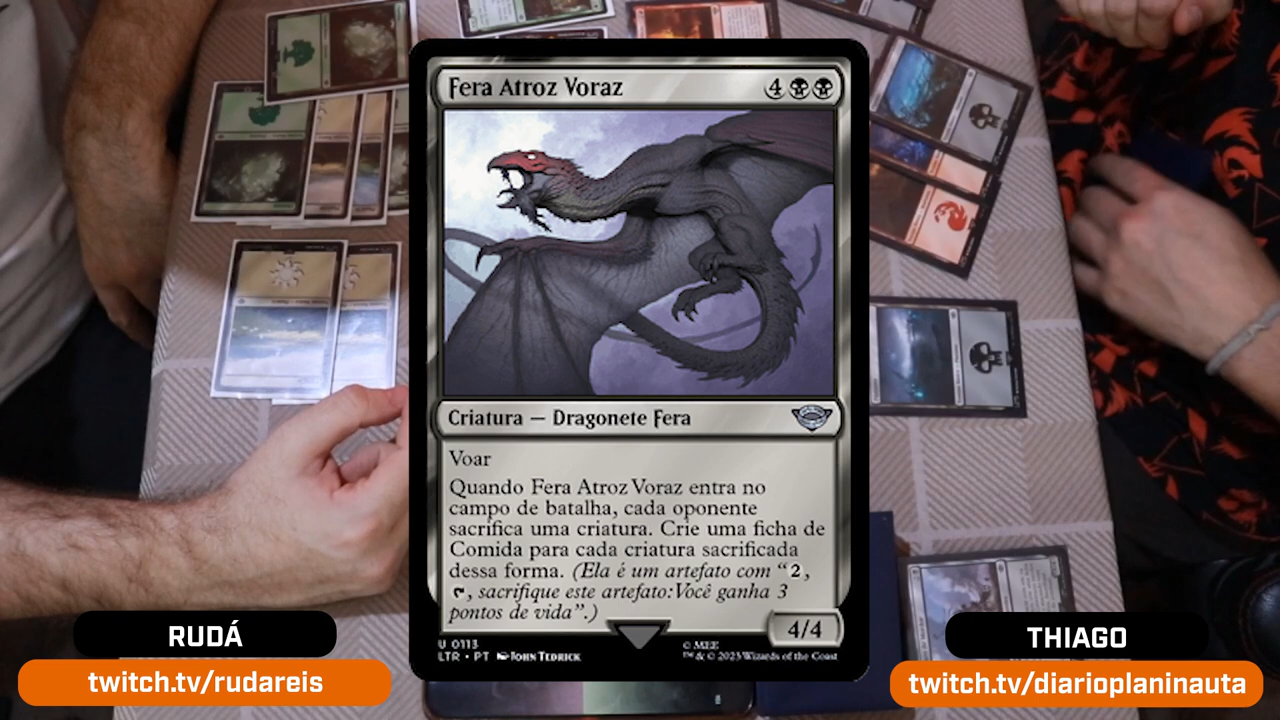 Fera Atroz Voraz 4
Criatura — Dragonete Fera
Voar
Quando Fera Atroz Voraz entra no
campo de batalha, cada oponente
sacrifica uma criatura. Crie uma ficha de
Comida para cada criatura sacrificada
dessa forma. (Ela é um artefato com “2,
, sacrifique este artefato:Você ganha 3
pontos de vida”.)
4/4
U 0113
LTR • PT John Tedrick
© MEE
™ & © 2023 Wizards of the Coast
RUDÁ
twitch.tv/rudareis
THIAGO
twitch.tv/diarioplaninauta